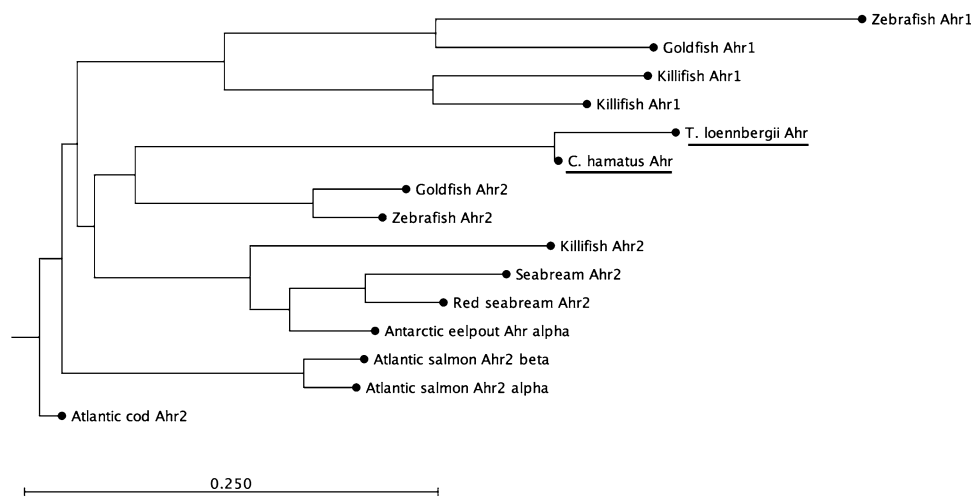 Zebrafish Ahr1
Goldfish Ahr1
Killifish Ahr1
Killifish Ahr1
T. loennbergii Ahr
C. hamatus Ahr
Goldfish Ahr2
Zebrafish Ahr2
Killifish Ahr2
Seabream Ahr2
Red seabream Ahr2
Antarctic eelpout Ahr alpha
Atlantic salmon Ahr2 beta
Atlantic salmon Ahr2 alpha
Atlantic cod Ahr2
0.250